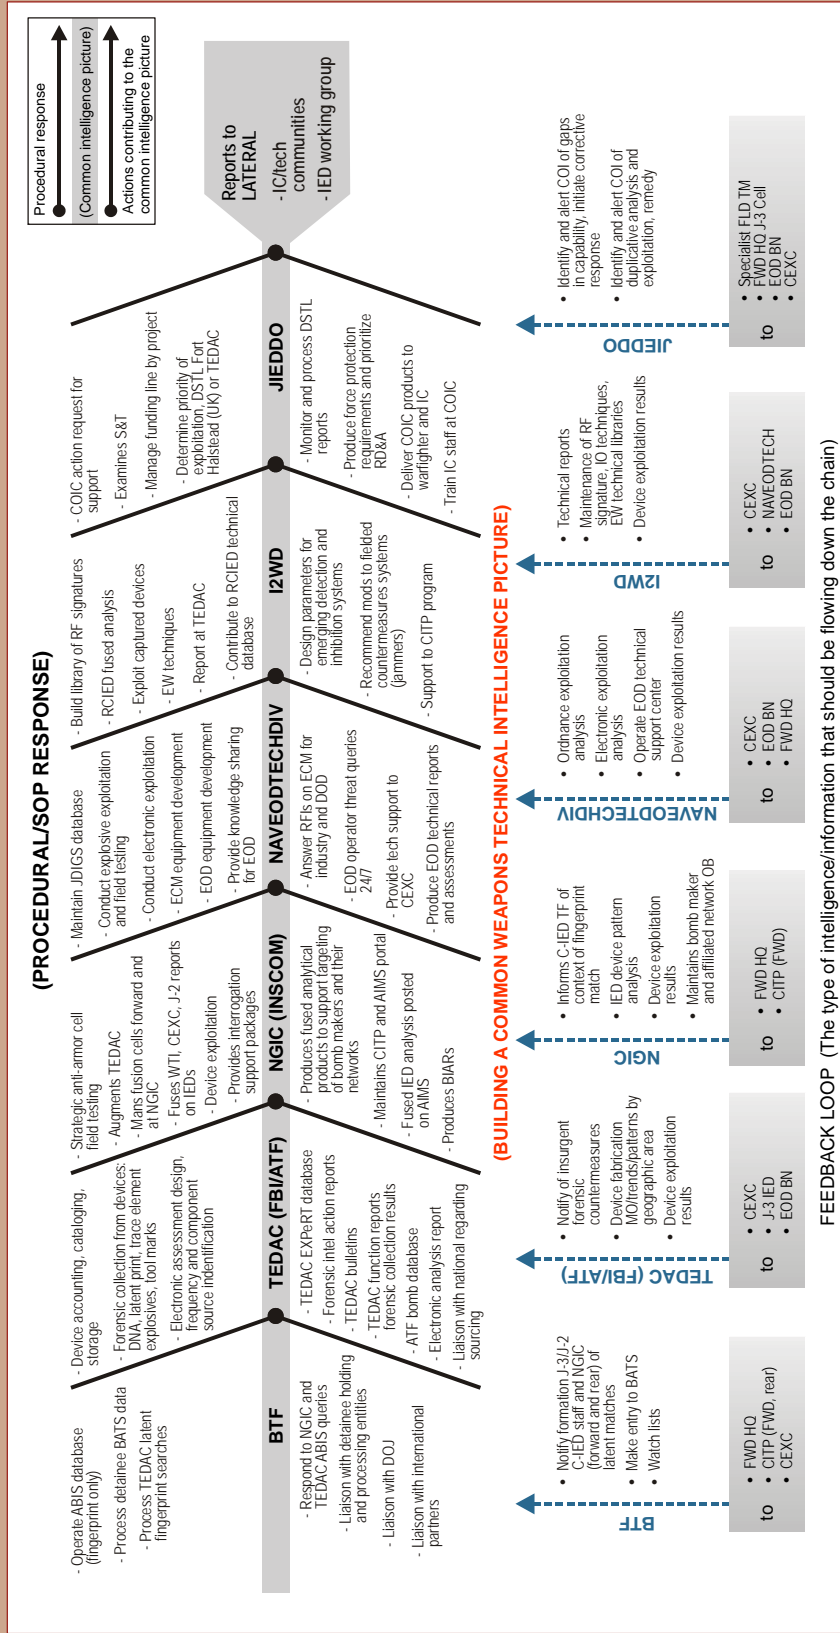 Procedural response
(Common intelligence picture)
Actions contributing to the
common intelligence picture
(PROCEDURAL/SOP RESPONSE)
- Operate ABIS database
(fingerprint only)
- Process detainee BATS data
- Process TEDAC latent
fingerprint searches
- Device accounting, cataloging,
storage
- Forensic collection from devices:
DNA, latent print, trace element
explosives, tool marks
- Electronic assessment design,
frequency and component
source indentification
- Strategic anti-armor cell
field testing
- Augments TEDAC
- Mans fusion cells forward and
at NGIC
- Fuses WTI, CEXC, J-2 reports
on IEDs
- Device exploitation
- Provides interrogation
support packages
- Maintain JDIGS database
- Conduct explosive exploitation
and field testing
- Conduct electronic exploitation
- ECM equipment development
- EOD equipment development
- Provide knowledge sharing
for EOD
- Build library of RF signatures
- RCIED fused analysis
- Exploit captured devices
- EW techniques
- Report at TEDAC
- Contribute to RCIED technical
database
- COIC action request for
support
- Examines S&T
- Manage funding line by project
- Determine priority of
exploitation, DSTL Fort
Halstead (UK) or TEDAC
BTF
TEDAC (FBI/ATF)
NGIC (INSCOM)
NAVEODTECHDIV
I2WD
JIEDDO
Reports to
LATERAL
- IC/tech
communities
- IED working group
- Respond to NGIC and
TEDAC ABIS queries
- Liaison with detainee holding
and processing entities
- Liaison with DOJ
- Liaison with international
partners
- TEDAC EXPeRT database
- Forensic intel action reports
- TEDAC bulletins
- TEDAC function reports
forensic collection results
- ATF bomb database
- Electronic analysis report
- Liaison with national regarding
sourcing
- Produces fused analytical
products to support targeting
of bomb makers and their
networks
- Maintains CITP and AIMS portal
- Fused IED analysis posted
on AIMS
- Produces BIARs
- Answer RFIs on ECM for
industry and DOD
- EOD operator threat queries
24/7
- Provide tech support to
CEXC
- Produce EOD technical reports
and assessments
- Design parameters for
emerging detection and
inhibition systems
- Recommend mods to fielded
countermeasures systems
(jammers)
- Support to CITP program
- Monitor and process DSTL
reports
- Produce force protection
requirements and prioritize
RD&A
- Deliver COIC products to
warfighter and IC
- Train IC staff at COIC
(BUILDING A COMMON WEAPONS TECHNICAL INTELLIGENCE PICTURE)
BTF
• Notify formation J-3/J-2
C-IED staff and NGIC
(forward and rear) of
latent matches
• Make entry to BATS
• Watch lists
TEDAC (FBI/ATF)
• Notify of insurgent
forensic
countermeasures
• Device fabrication
MO/trends/patterns by
geographic area
• Device exploitation
results
NGIC
• Informs C-IED TF of
context of fingerprint
match
• IED device pattern
analysis
• Device exploitation
results
• Maintains bomb maker
and affiliated network OB
NAVEODTECHDIV
• Ordnance exploitation
analysis
• Electronic exploitation
analysis
• Operate EOD technical
support center
• Device exploitation results
I2WD
• Technical reports
• Maintenance of RF
signature, IO techniques,
EW technical libraries
• Device exploitation results
JIEDDO
• Identify and alert COI of gaps
in capability, initiate corrective
response
• Identify and alert COI of
duplicative analysis and
exploitation, remedy
to
• FWD HQ
• CITP (FWD, rear)
• CEXC
to
• CEXC
• J-3 IED
• EOD BN
to
• FWD HQ
• CITP (FWD)
to
• CEXC
• EOD BN
• FWD HQ
to
• CEXC
• NAVEODTECH
• EOD BN
to
• Specialist FLD TM
• FWD HQ J-3 Cell
• EOD BN
• CEXC
FEEDBACK LOOP (The type of intelligence/information that should be flowing down the chain)